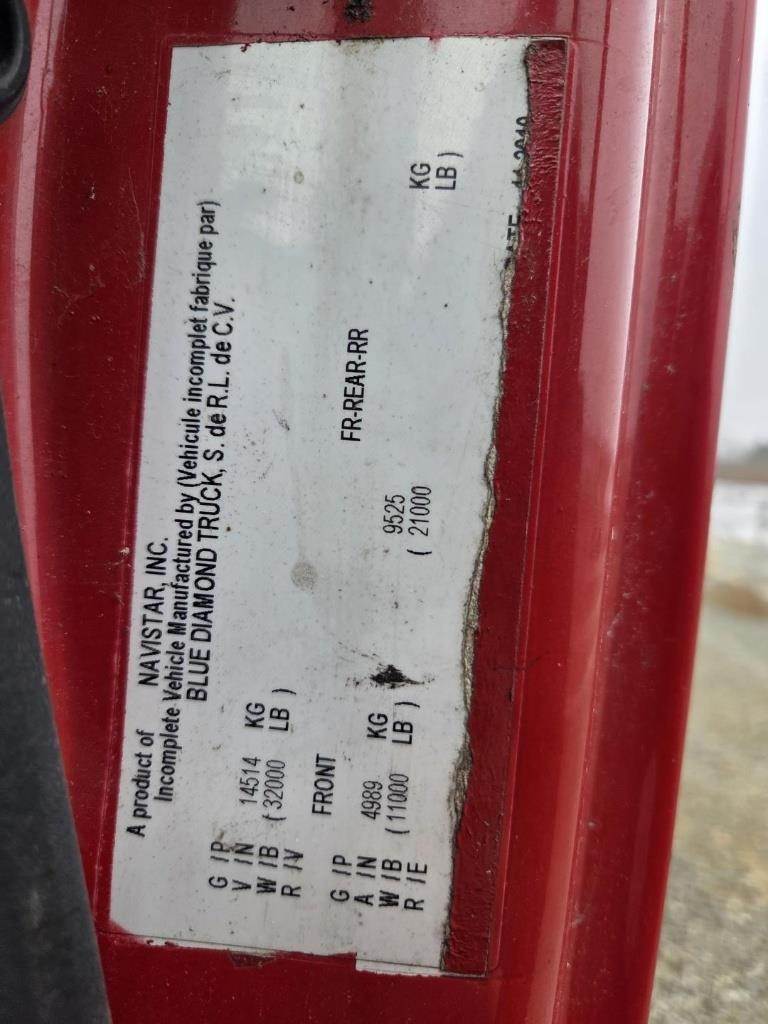 A product of NAVISTAR, INC.
Incomplete Vehicle Manufactured by (Vehicule incomplet fabrique par)
BLUE DIAMOND TRUCK, S. de R.L. de C.V.
G /P
V /N 14514 KG
W /B ( 32000 LB )
R /V
FRONT FR-REAR-RR
G /P
A /N 4989 KG 9525 KG
W /B ( 11000 LB ) ( 21000 LB )
R /E